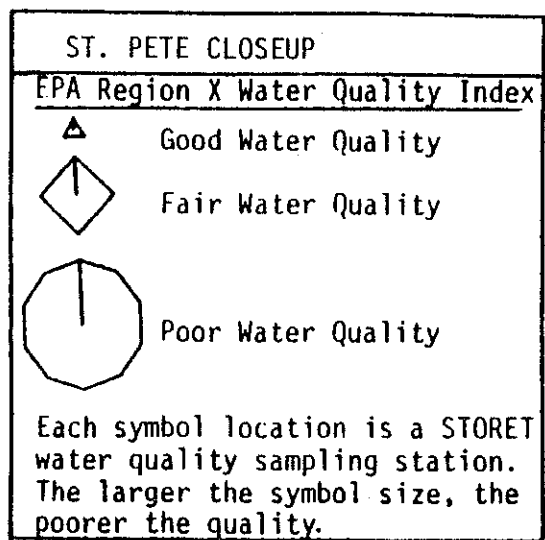 ST. PETE CLOSEUP
EPA Region X Water Quality Index
Good Water Quality
Fair Water Quality
Poor Water Quality
Each symbol location is a STORET
water quality sampling station.
The larger the symbol size, the
poorer the quality.